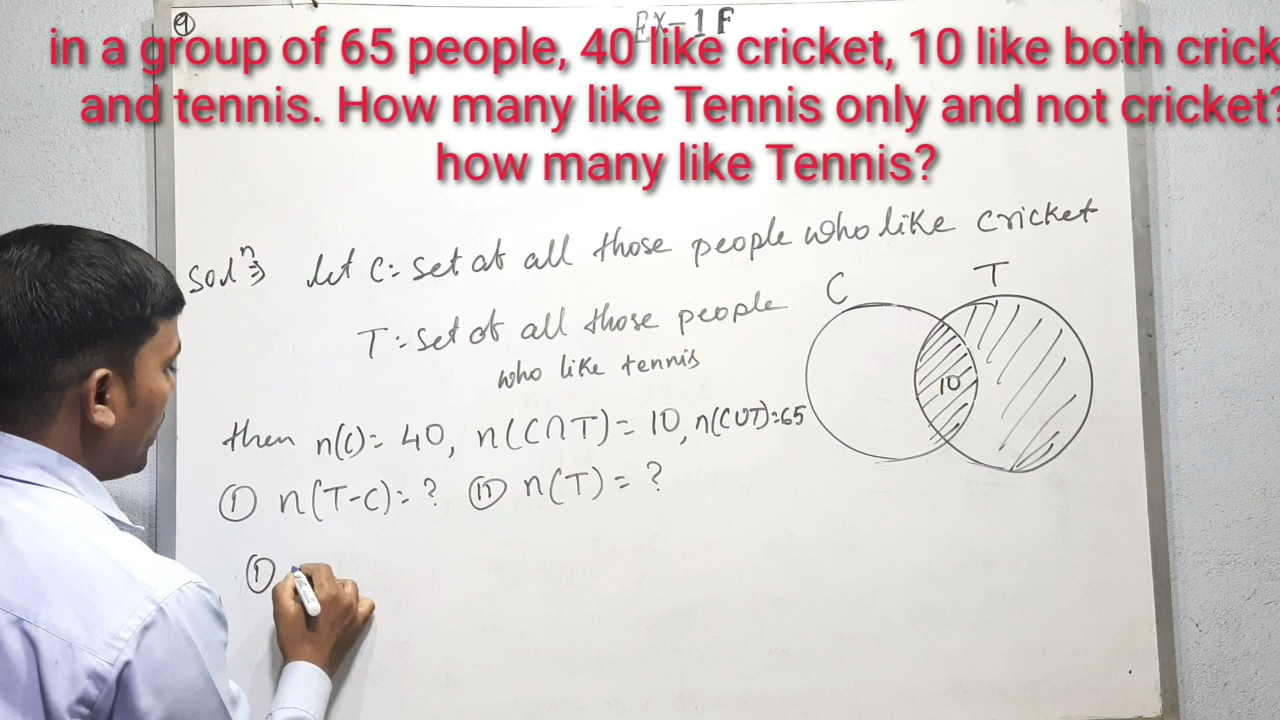 9
EX-1F
in a group of 65 people, 40 like cricket, 10 like both crick
and tennis. How many like Tennis only and not cricket?
how many like Tennis?
Solⁿ⇒ let C:- set at all those people who like cricket
T:- set of all those people
who like tennis
C T
10
then n(C)= 40, n(C∩T)= 10, n(C∪T)=65
(I) n(T-C)= ? (II) n(T) = ?
(I)